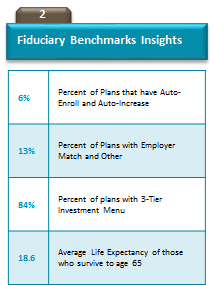 2
Fiduciary Benchmarks Insights
6%
Percent of Plans that have Auto-
Enroll and Auto-Increase
13%
Percent of Plans with Employer
Match and Other
84%
Percent of plans with 3-Tier
Investment Menu
18.6
Average Life Expectancy of those
who survive to age 65